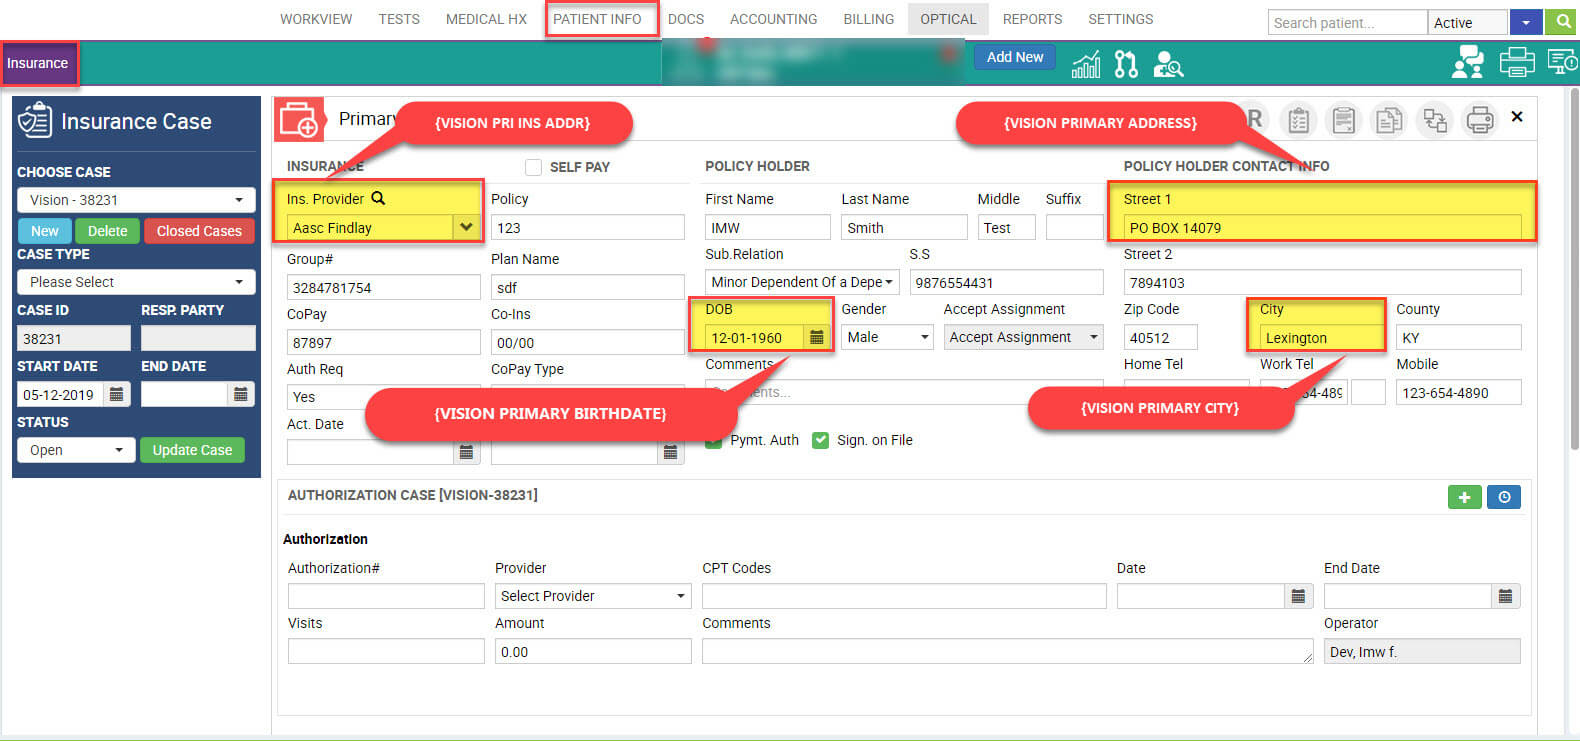 WORKVIEW TESTS MEDICAL HX PATIENT INFO DOCS ACCOUNTING BILLING OPTICAL REPORTS SETTINGS Search patient... Active
Insurance Add New
Insurance Case
CHOOSE CASE
Vision - 38231
New Delete Closed Cases
CASE TYPE
Please Select
CASE ID RESP. PARTY
38231
START DATE END DATE
05-12-2019
STATUS
Open Update Case
Primary {VISION PRI INS ADDR} {VISION PRIMARY ADDRESS} R
INSURANCE SELF PAY POLICY HOLDER POLICY HOLDER CONTACT INFO
Ins. Provider Policy First Name Last Name Middle Suffix Street 1
Aasc Findlay 123 IMW Smith Test PO BOX 14079
Group# Plan Name Sub.Relation S.S Street 2
3284781754 sdf Minor Dependent Of a Depe 9876554431 7894103
CoPay Co-Ins DOB Gender Accept Assignment Zip Code City County
87897 00/00 12-01-1960 Male Accept Assignment 40512 Lexington KY
Auth Req CoPay Type Comments Home Tel Work Tel Mobile
Yes 123-654-4890
{VISION PRIMARY BIRTHDATE} {VISION PRIMARY CITY}
Act. Date Pymt. Auth Sign. on File
AUTHORIZATION CASE [VISION-38231]
Authorization
Authorization# Provider CPT Codes Date End Date
Select Provider
Visits Amount Comments Operator
0.00 Dev, Imw f.